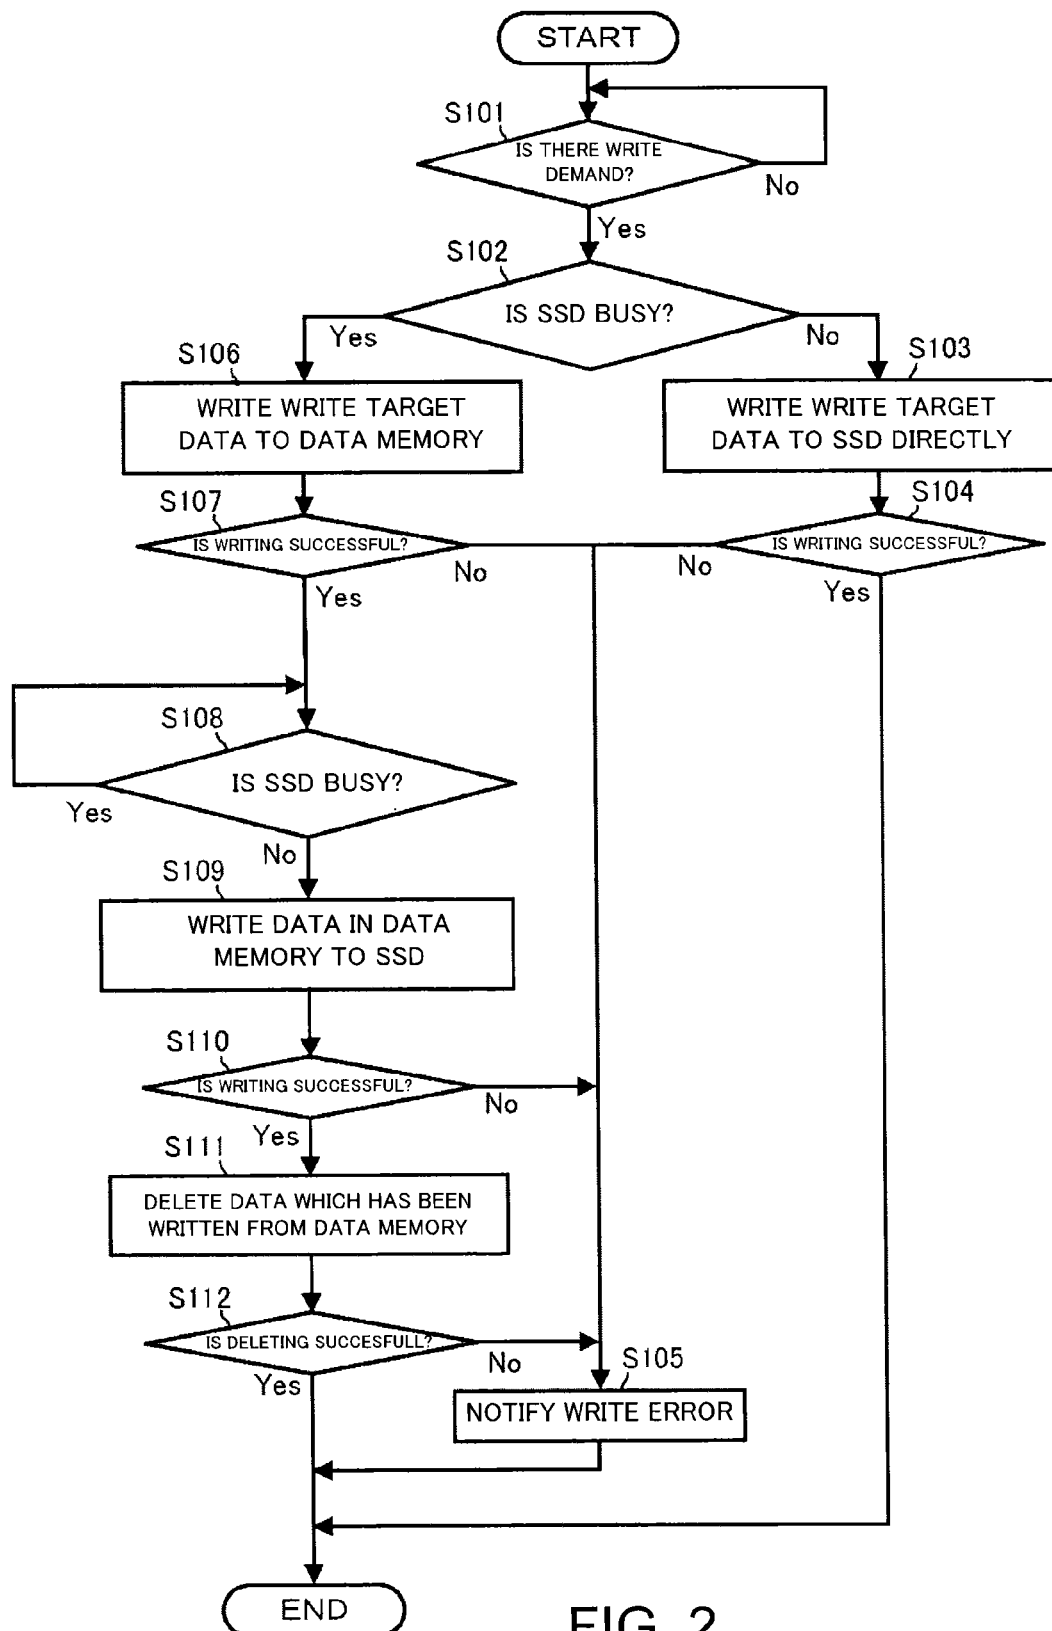 START
S101
IS THERE WRITE
DEMAND?
No
Yes
S102
IS SSD BUSY?
Yes
No
S106
S103
WRITE WRITE TARGET
DATA TO DATA MEMORY
WRITE WRITE TARGET
DATA TO SSD DIRECTLY
S107
S104
IS WRITING SUCCESSFUL?
IS WRITING SUCCESSFUL?
No
No
Yes
Yes
S108
IS SSD BUSY?
Yes
No
S109
WRITE DATA IN DATA
MEMORY TO SSD
S110
IS WRITING SUCCESSFUL?
No
Yes
S111
DELETE DATA WHICH HAS BEEN
WRITTEN FROM DATA MEMORY
S112
IS DELETING SUCCESFULL?
No
Yes
S105
NOTIFY WRITE ERROR
END
FIG. 2